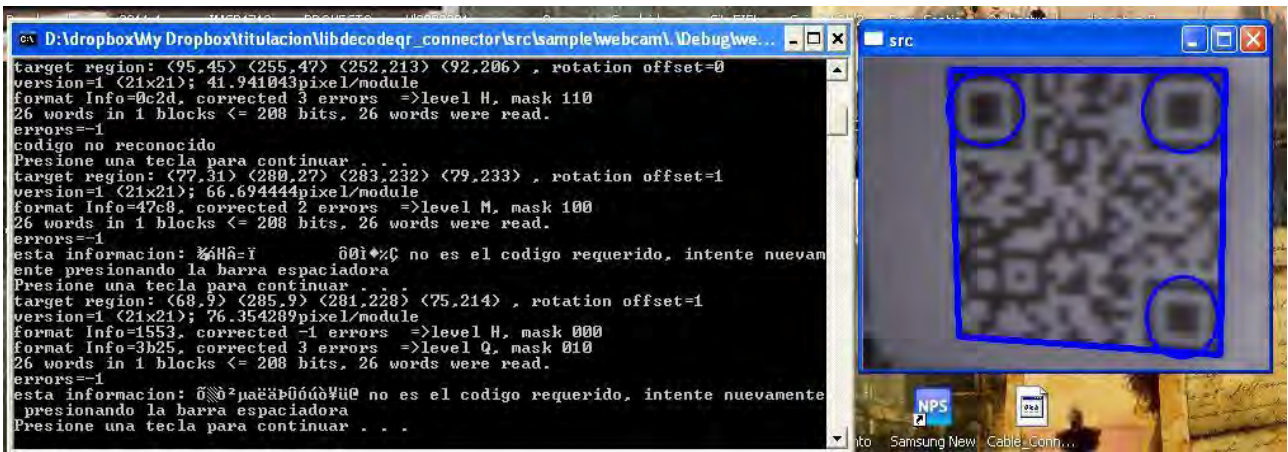 D:\dropbox\My Dropbox\titulacion\libdecodeqr_connector\src\sample\webcam\.\Debug\we...
target region: (95,45) (255,47) (252,213) (92,206) , rotation offset=0
version=1 (21x21); 41.941043pixel/module
format Info=0c2d, corrected 3 errors  =>level H, mask 110
26 words in 1 blocks <= 208 bits, 26 words were read.
errors=-1
codigo no reconocido
Presione una tecla para continuar . . .
target region: (77,31) (280,27) (283,232) (79,233) , rotation offset=1
version=1 (21x21); 66.694444pixel/module
format Info=47c8, corrected 2 errors  =>level M, mask 100
26 words in 1 blocks <= 208 bits, 26 words were read.
errors=-1
esta informacion: no es el codigo requerido, intente nuevam
ente presionando la barra espaciadora
Presione una tecla para continuar . . .
target region: (68,9) (285,9) (281,228) (75,214) , rotation offset=1
version=1 (21x21); 76.354289pixel/module
format Info=1553, corrected -1 errors  =>level H, mask 000
format Info=3b25, corrected 3 errors  =>level Q, mask 010
26 words in 1 blocks <= 208 bits, 26 words were read.
errors=-1
esta informacion: no es el codigo requerido, intente nuevamente
presionando la barra espaciadora
Presione una tecla para continuar . . .
src
NPS
Samsung New
Cable_Conn...